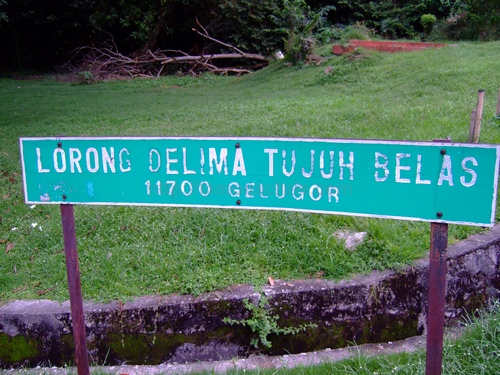 LORONG DELIMA TUJUH BELAS
11700 GELUGOR